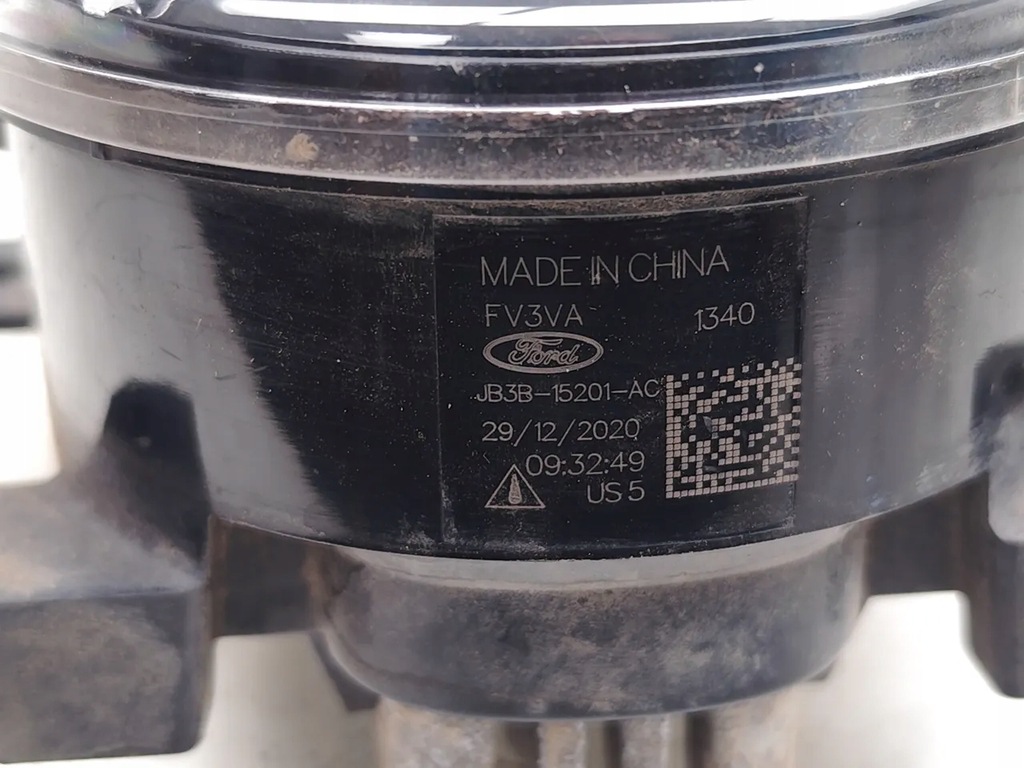 MADE IN CHINA
FV3VA 1340
Ford
JB3B-15201-AC
29/12/2020
09:32:49
US 5